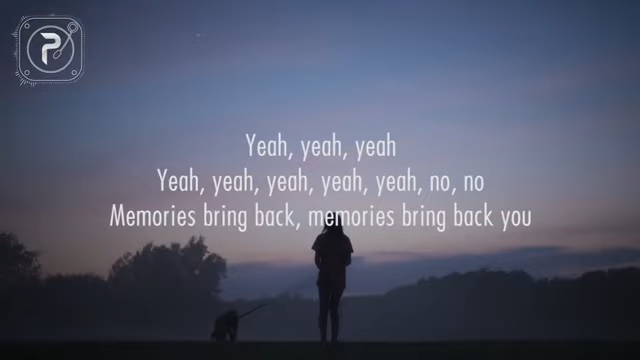 Yeah, yeah, yeah
Yeah, yeah, yeah, yeah, yeah, no, no
Memories bring back, memories bring back you